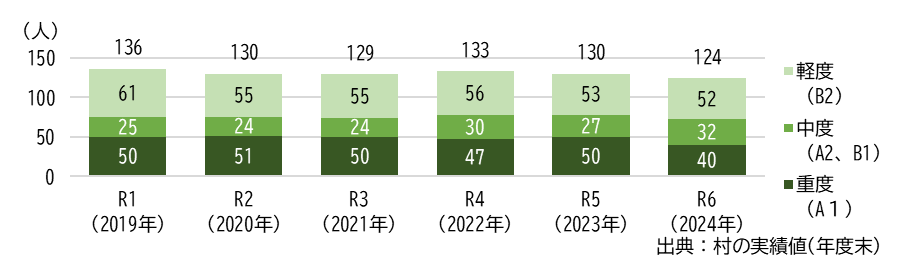 （人）
136 130 129 133 130 124
150
100
50
0
61 55 55 56 53 52
25 24 24 30 27 32
50 51 50 47 50 40
R1 R2 R3 R4 R5 R6
（2019年） （2020年） （2021年） （2022年） （2023年） （2024年）
軽度
（B2）
中度
（A2、B1）
重度
（A１）
出典：村の実績値（年度末）